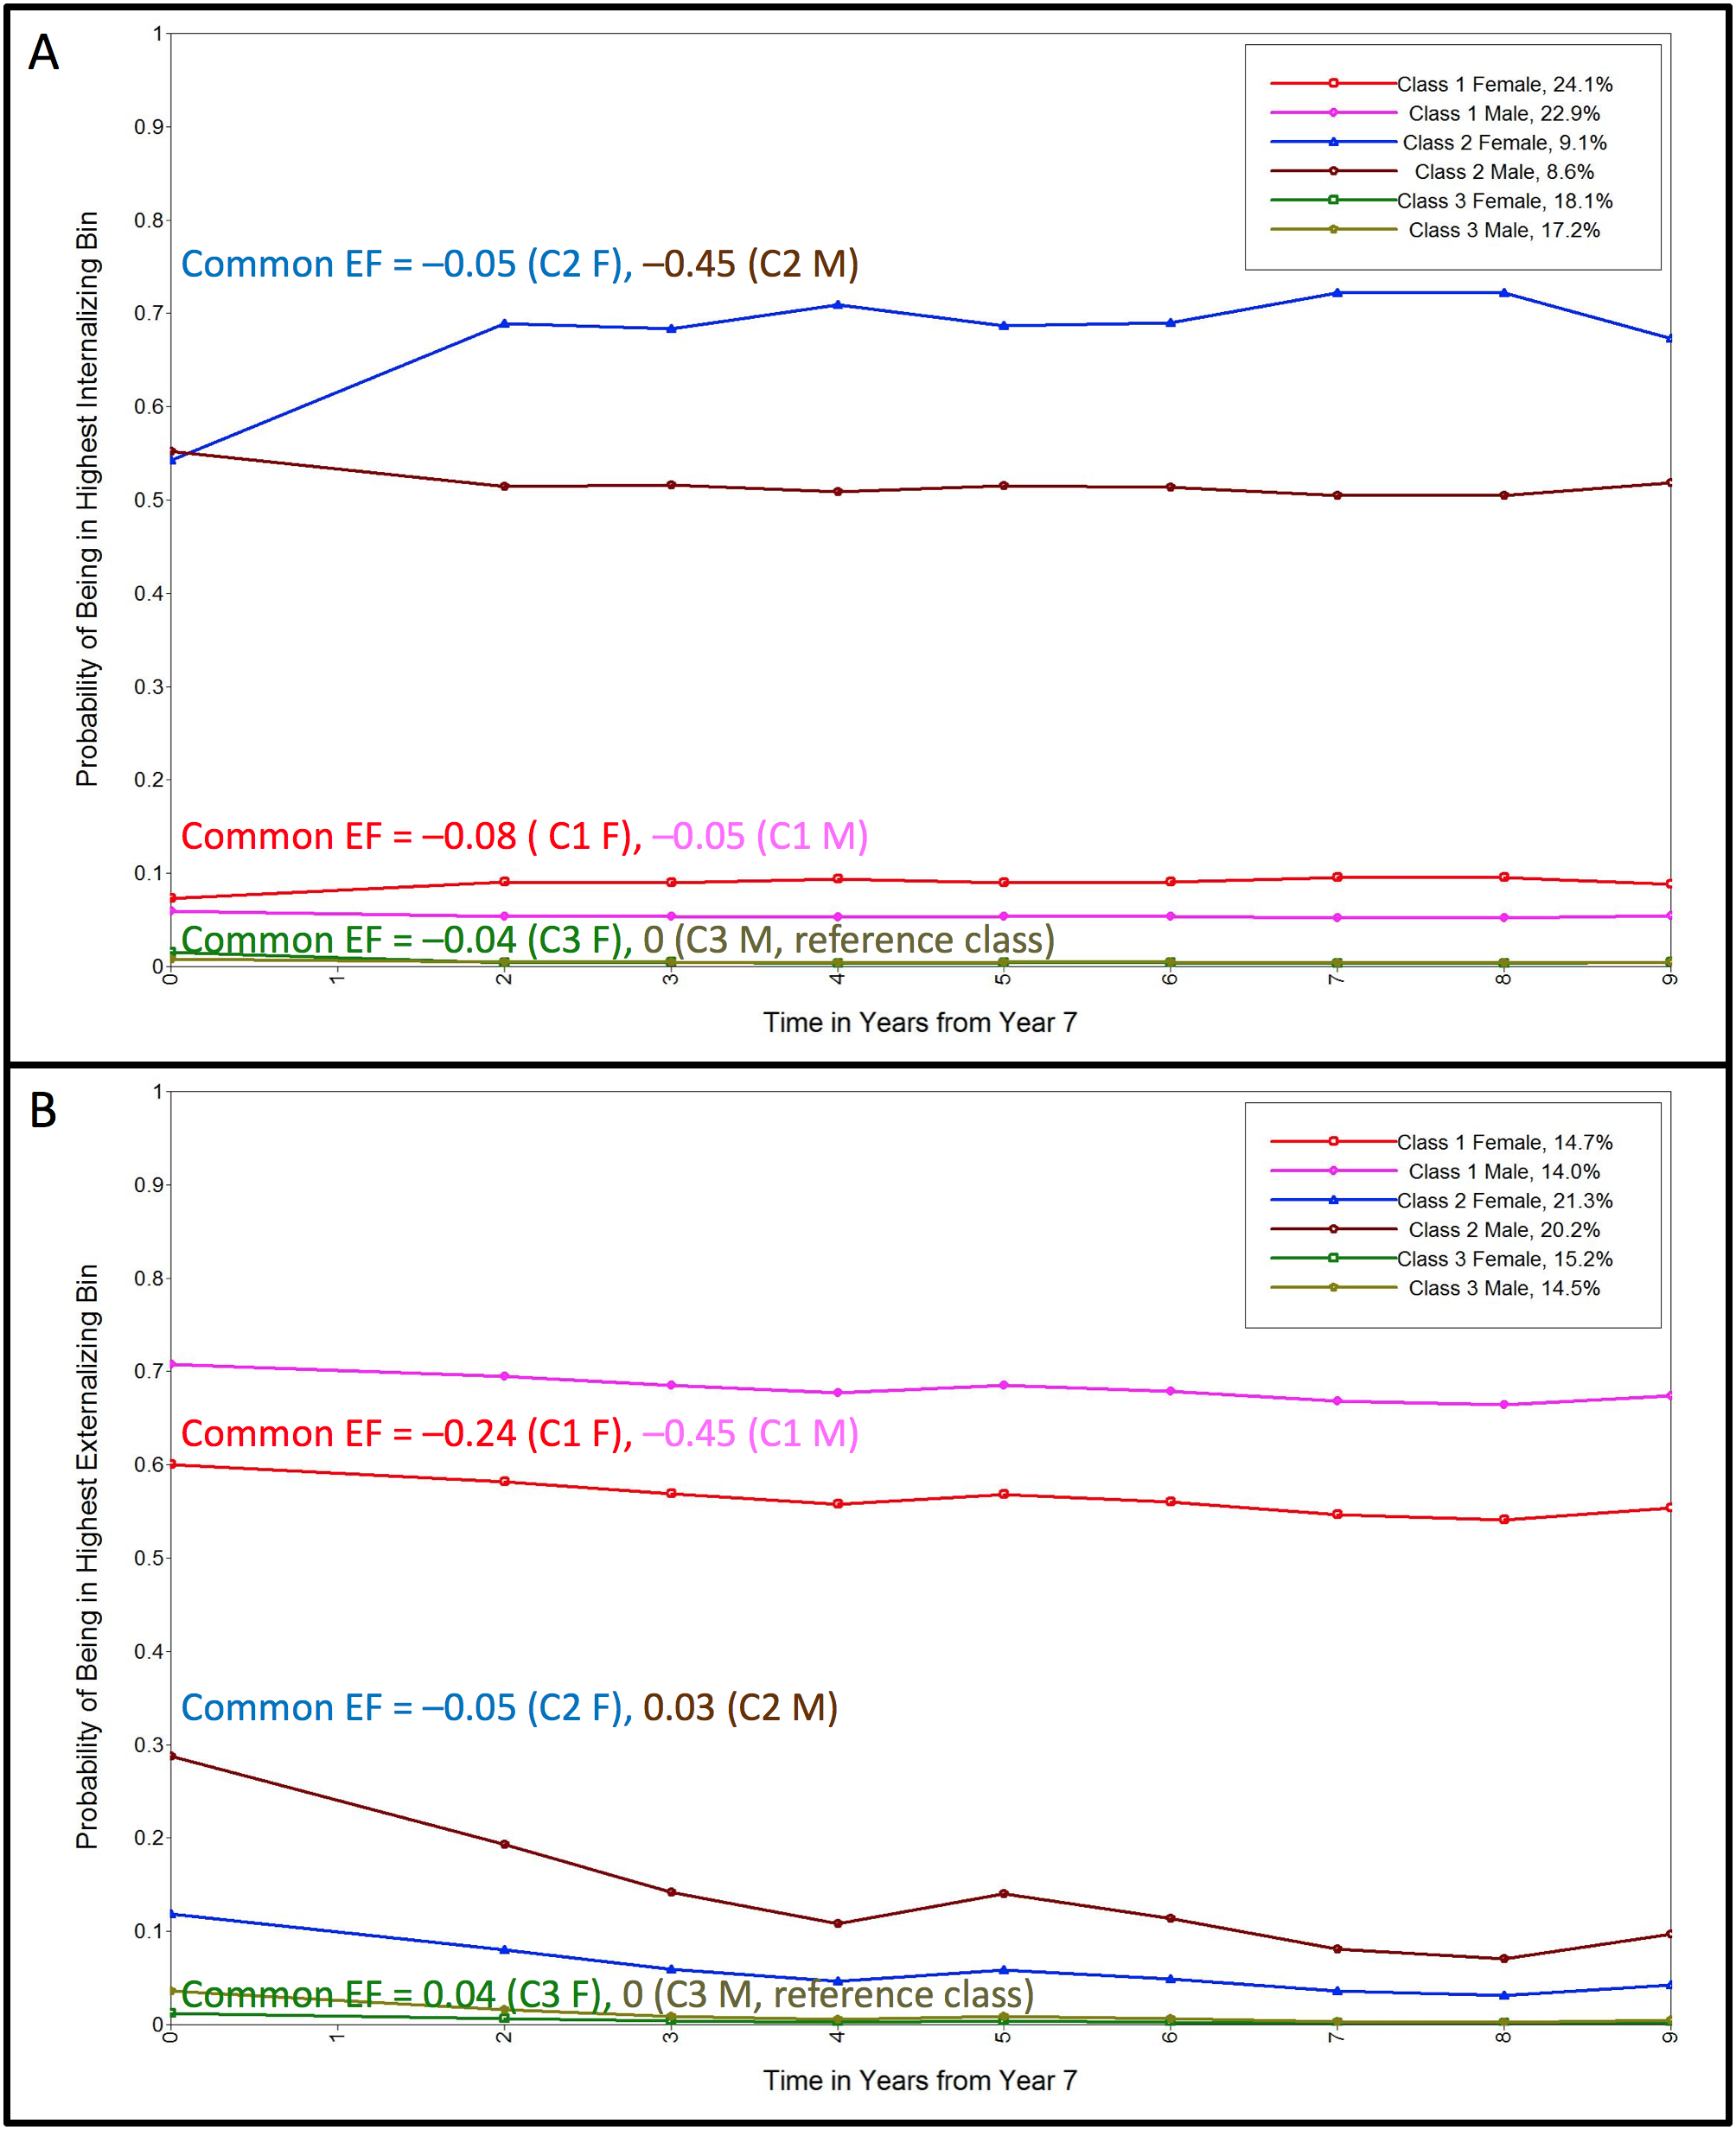 A
1
0.9
0.8
0.7
0.6
0.5
0.4
0.3
0.2
0.1
0
Probability of Being in Highest Internalizing Bin
Class 1 Female, 24.1%
Class 1 Male, 22.9%
Class 2 Female, 9.1%
Class 2 Male, 8.6%
Class 3 Female, 18.1%
Class 3 Male, 17.2%
Common EF = –0.05 (C2 F), –0.45 (C2 M)
Common EF = –0.08 ( C1 F), –0.05 (C1 M)
Common EF = –0.04 (C3 F), 0 (C3 M, reference class)
0 1 2 3 4 5 6 7 8 9
Time in Years from Year 7
B
1
0.9
0.8
0.7
0.6
0.5
0.4
0.3
0.2
0.1
0
Probability of Being in Highest Externalizing Bin
Class 1 Female, 14.7%
Class 1 Male, 14.0%
Class 2 Female, 21.3%
Class 2 Male, 20.2%
Class 3 Female, 15.2%
Class 3 Male, 14.5%
Common EF = –0.24 (C1 F), –0.45 (C1 M)
Common EF = –0.05 (C2 F), 0.03 (C2 M)
Common EF = 0.04 (C3 F), 0 (C3 M, reference class)
0 1 2 3 4 5 6 7 8 9
Time in Years from Year 7